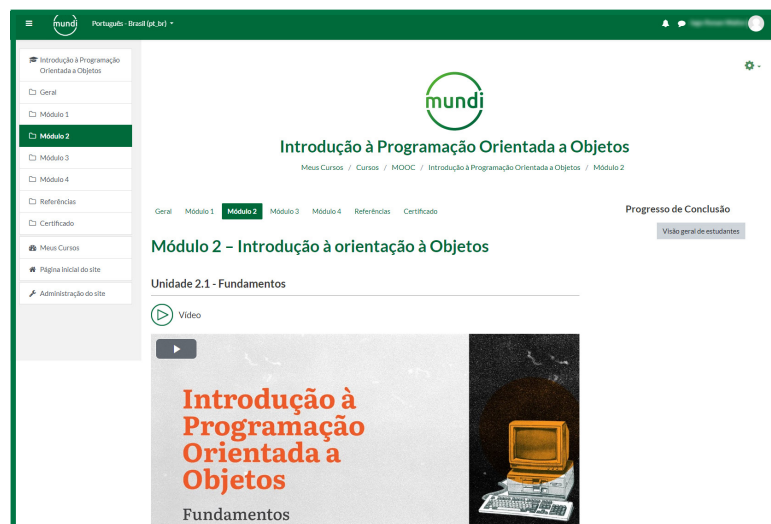 mundi
Português - Brasil (pt_br)
Introdução à Programação
Orientada a Objetos
Geral
Módulo 1
Módulo 2
Módulo 3
Módulo 4
Referências
Certificado
Meus Cursos
Página inicial do site
Administração do site
mundi
Introdução à Programação Orientada a Objetos
Meus Cursos / Cursos / MOOC / Introdução à Programação Orientada a Objetos / Módulo 2
Geral Módulo 1 Módulo 2 Módulo 3 Módulo 4 Referências Certificado
Progresso de Conclusão
Visão geral de estudantes
Módulo 2 – Introdução à orientação à Objetos
Unidade 2.1 - Fundamentos
Vídeo
Introdução à
Programação
Orientada a
Objetos
Fundamentos